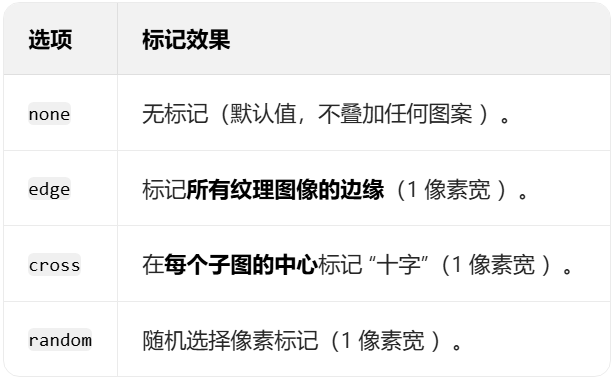 选项 标记效果
none 无标记（默认值，不叠加任何图案 ）。
edge 标记所有纹理图像的边缘（1 像素宽 ）。
cross 在每个子图的中心标记 “十字”（1 像素宽 ）。
random 随机选择像素标记（1 像素宽 ）。